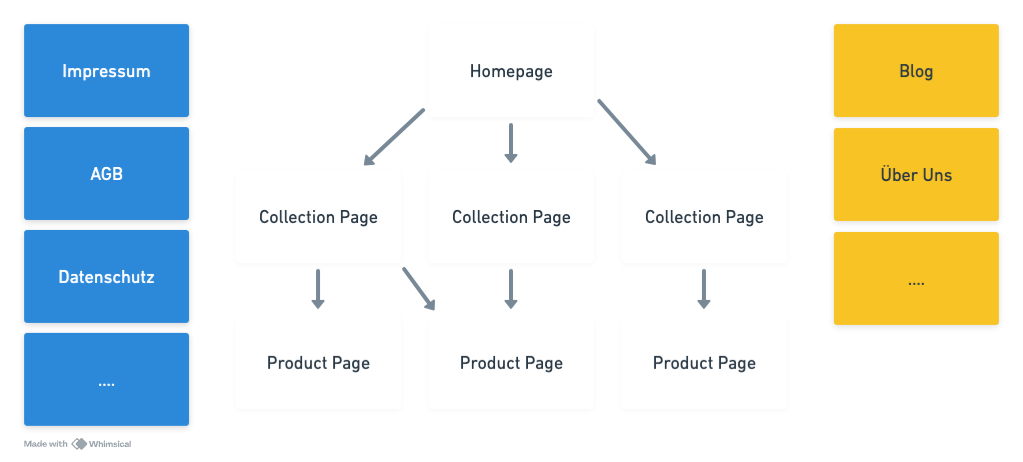 Impressum
Homepage
Blog
AGB
Über Uns
Collection Page
Collection Page
Collection Page
Datenschutz
....
Product Page
Product Page
Product Page
....
Made with Whimsical